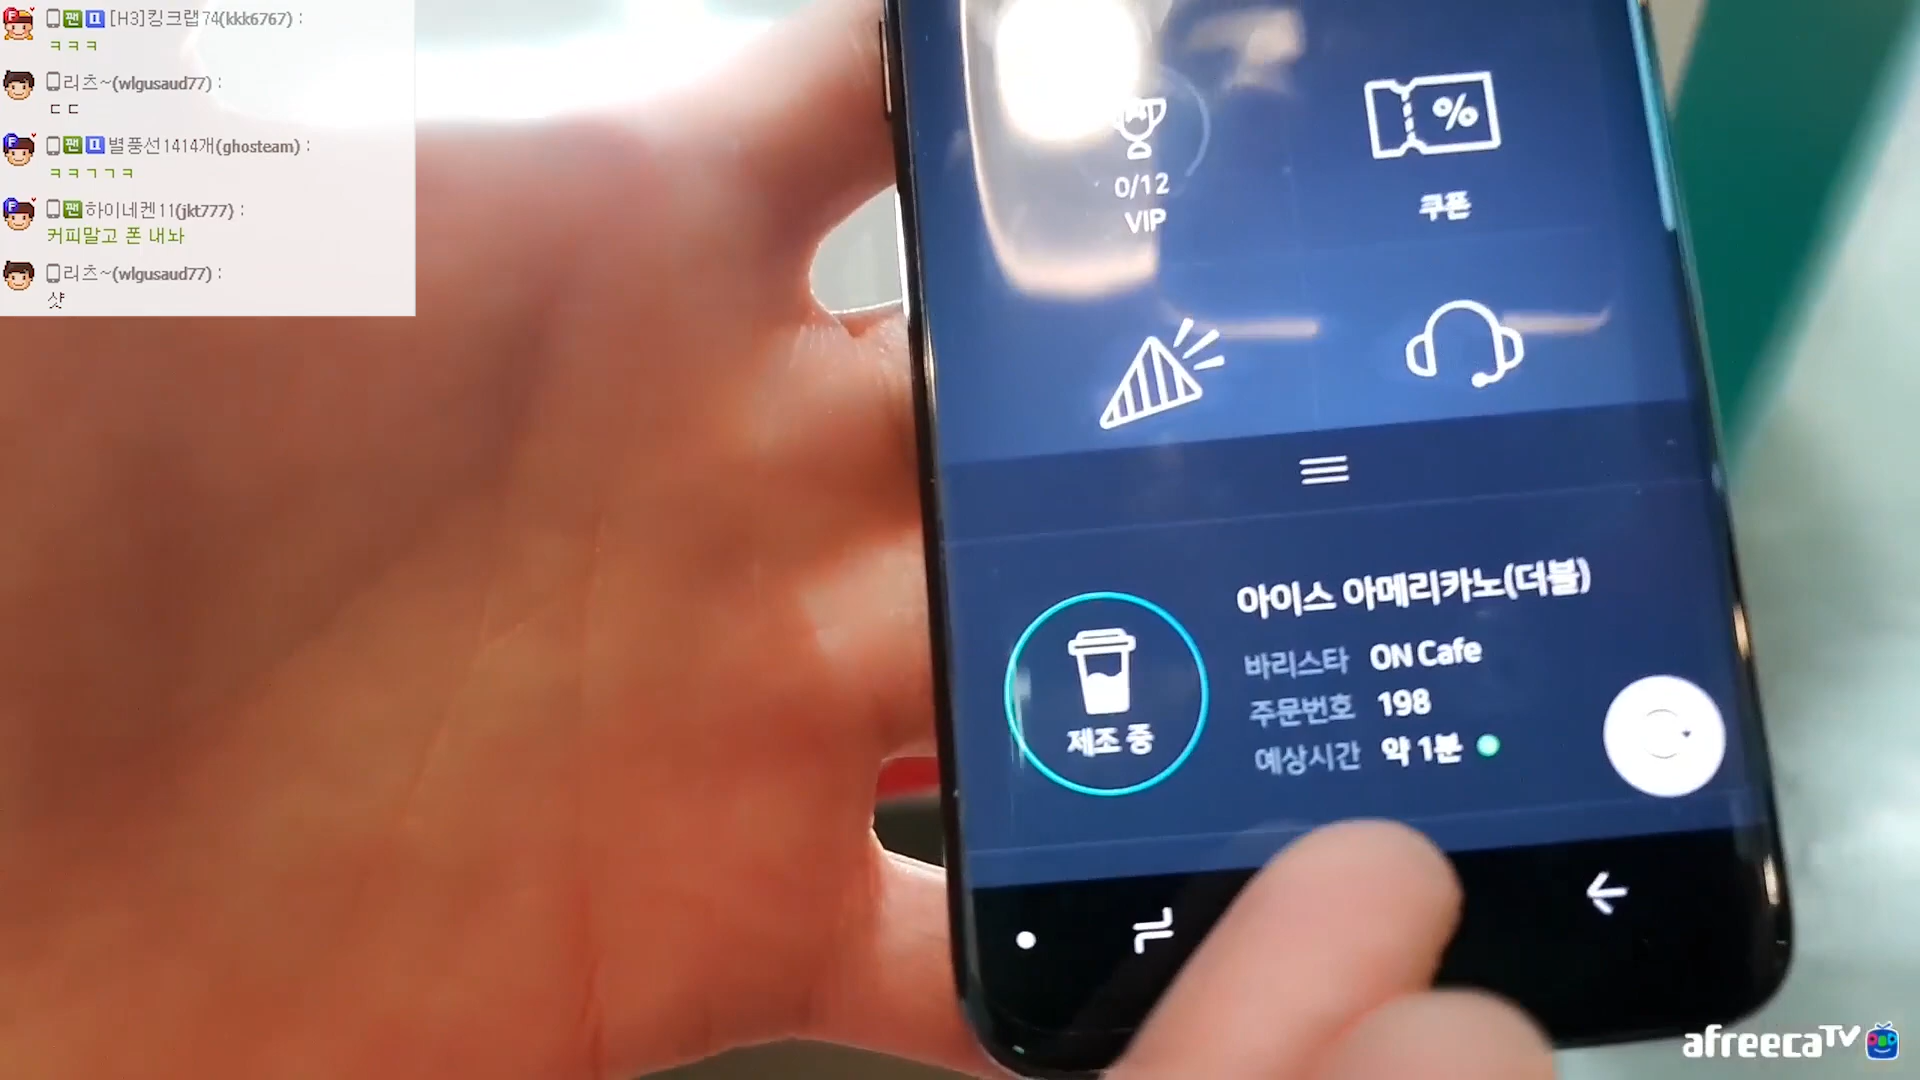 팬 [H3]킹크랩74(kkk6767) :
ㅋㅋㅋ
리츠~(wlgusaud77) :
ㄷㄷ
팬 별풍선1414개(ghosteam) :
ㅋㅋㄱㄱㅋ
팬 하이네켄11(jkt777) :
커피말고 폰 내놔
리츠~(wlgusaud77) :
샷
%
0/12
VIP
쿠폰
아이스 아메리카노(더블)
바리스타 ON Cafe
주문번호 198
예상시간 약 1분
제조 중
afreecaTV